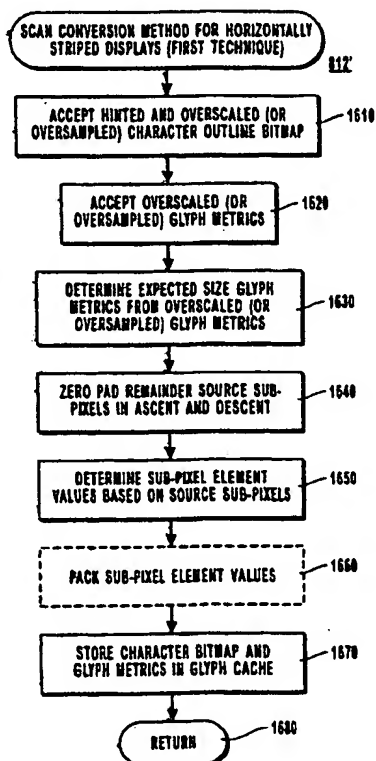 SCAN CONVERSION METHOD FOR HORIZONTALLY
STRIPED DISPLAYS (FIRST TECHNIQUE)
812'
ACCEPT HINTED AND OVERSCALED (OR
OVERSAMPLED) CHARACTER OUTLINE BITMAP
1610
ACCEPT OVERSCALED (OR
OVERSAMPLED) GLYPH METRICS
1620
DETERMINE EXPECTED SIZE GLYPH
METRICS FROM OVERSCALED (OR
OVERSAMPLED) GLYPH METRICS
1630
ZERO PAD REMAINDER SOURCE SUB-
PIXELS IN ASCENT AND DESCENT
1640
DETERMINE SUB-PIXEL ELEMENT
VALUES BASED ON SOURCE SUB-PIXELS
1650
PACK SUB-PIXEL ELEMENT VALUES
1660
STORE CHARACTER BITMAP AND
GLYPH METRICS IN GLYPH CACHE
1670
RETURN
1680